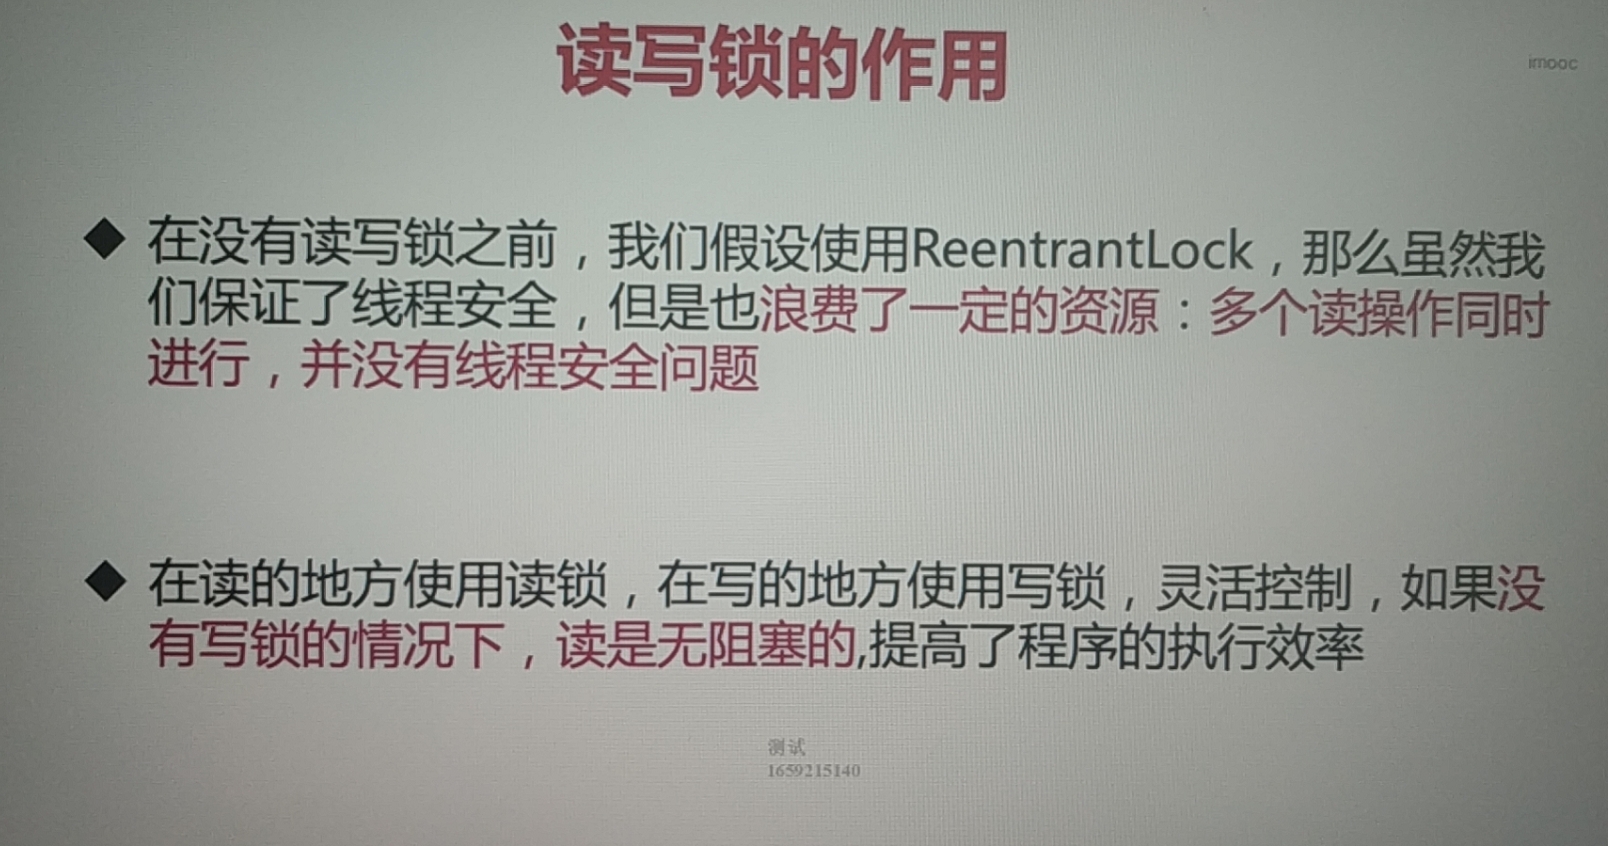 读写锁的作用
imooc
◆ 在没有读写锁之前，我们假设使用ReentrantLock，那么虽然我
们保证了线程安全，但是也浪费了一定的资源：多个读操作同时
进行，并没有线程安全问题
◆ 在读的地方使用读锁，在写的地方使用写锁，灵活控制，如果没
有写锁的情况下，读是无阻塞的,提高了程序的执行效率
测试
1659215140